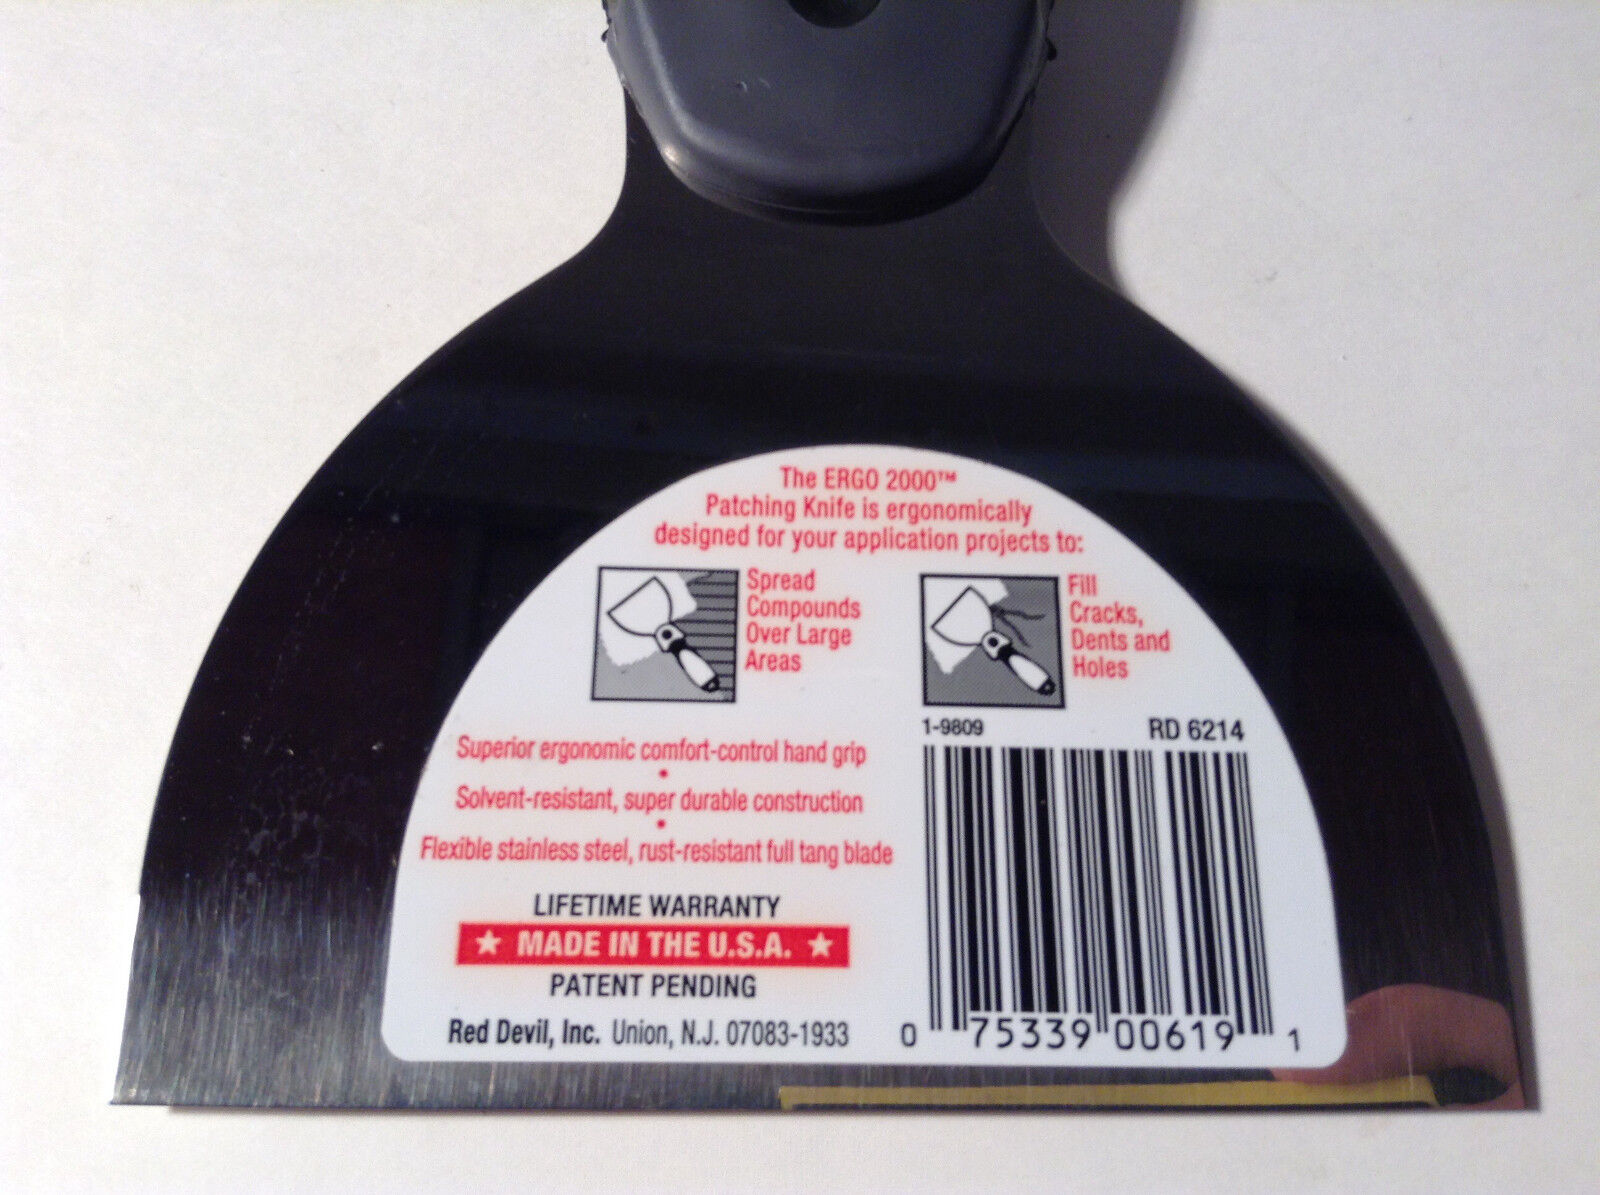 The ERGO 2000™
Patching Knife is ergonomically
designed for your application projects to:
Spread
Compounds
Over Large
Areas
Fill
Cracks,
Dents and
Holes
1-9809
RD 6214
Superior ergonomic comfort-control hand grip
•
Solvent-resistant, super durable construction
•
Flexible stainless steel, rust-resistant full tang blade
LIFETIME WARRANTY
★ MADE IN THE U.S.A. ★
PATENT PENDING
Red Devil, Inc. Union, N.J. 07083-1933
0 75339 00619 1